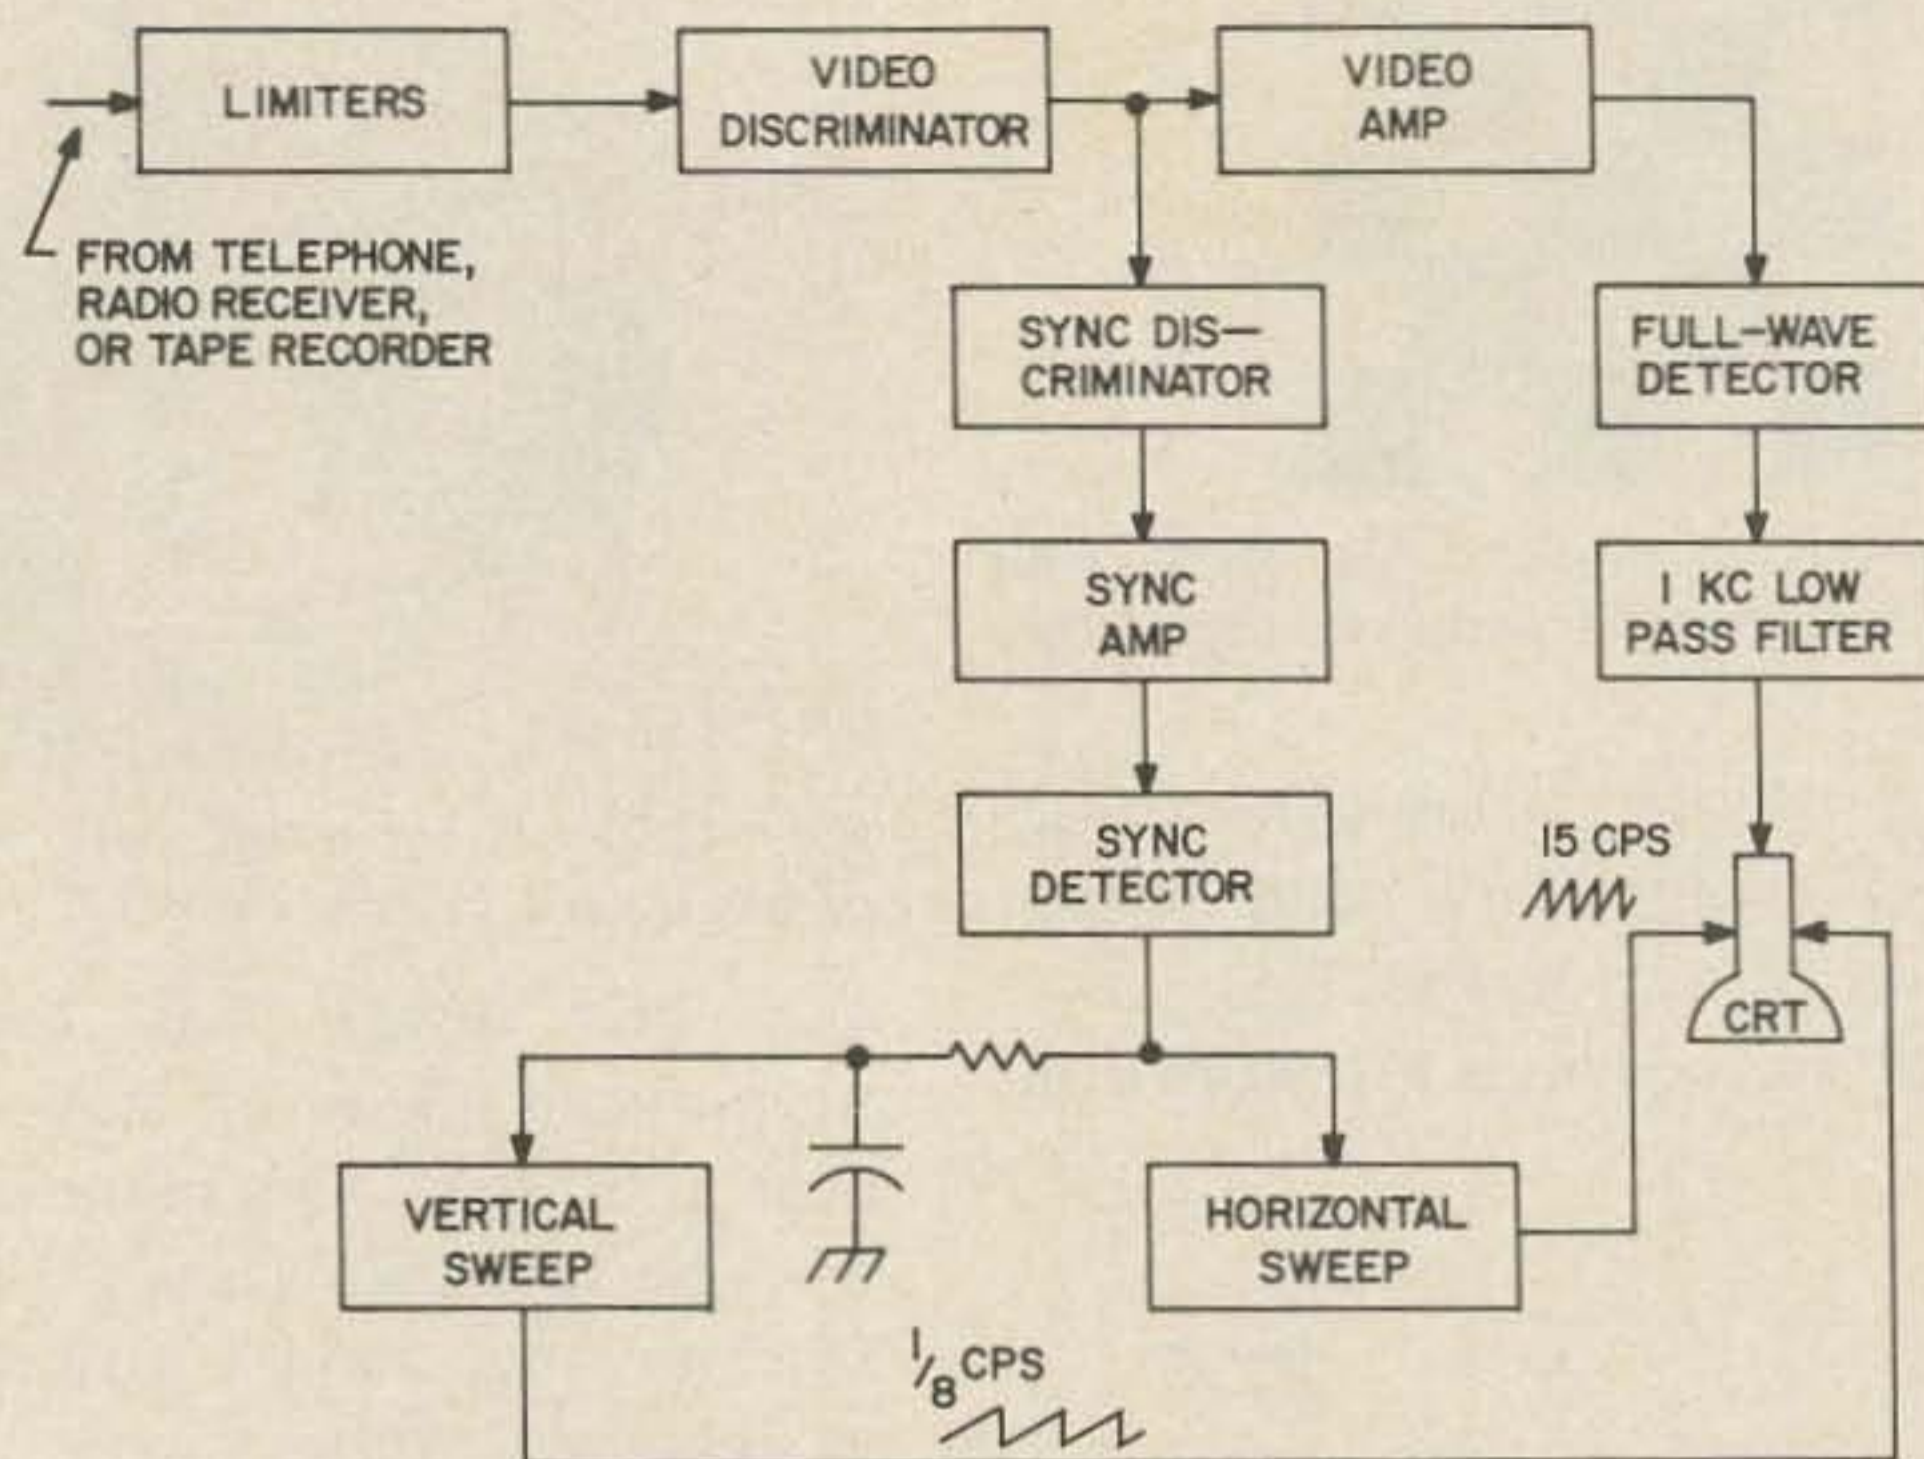 LIMITERS
VIDEO
DISCRIMINATOR
VIDEO
AMP
FROM TELEPHONE,
RADIO RECEIVER,
OR TAPE RECORDER
SYNC DIS—
CRIMINATOR
FULL-WAVE
DETECTOR
SYNC
AMP
1 KC LOW
PASS FILTER
SYNC
DETECTOR
15 CPS
CRT
VERTICAL
SWEEP
HORIZONTAL
SWEEP
1/8 CPS